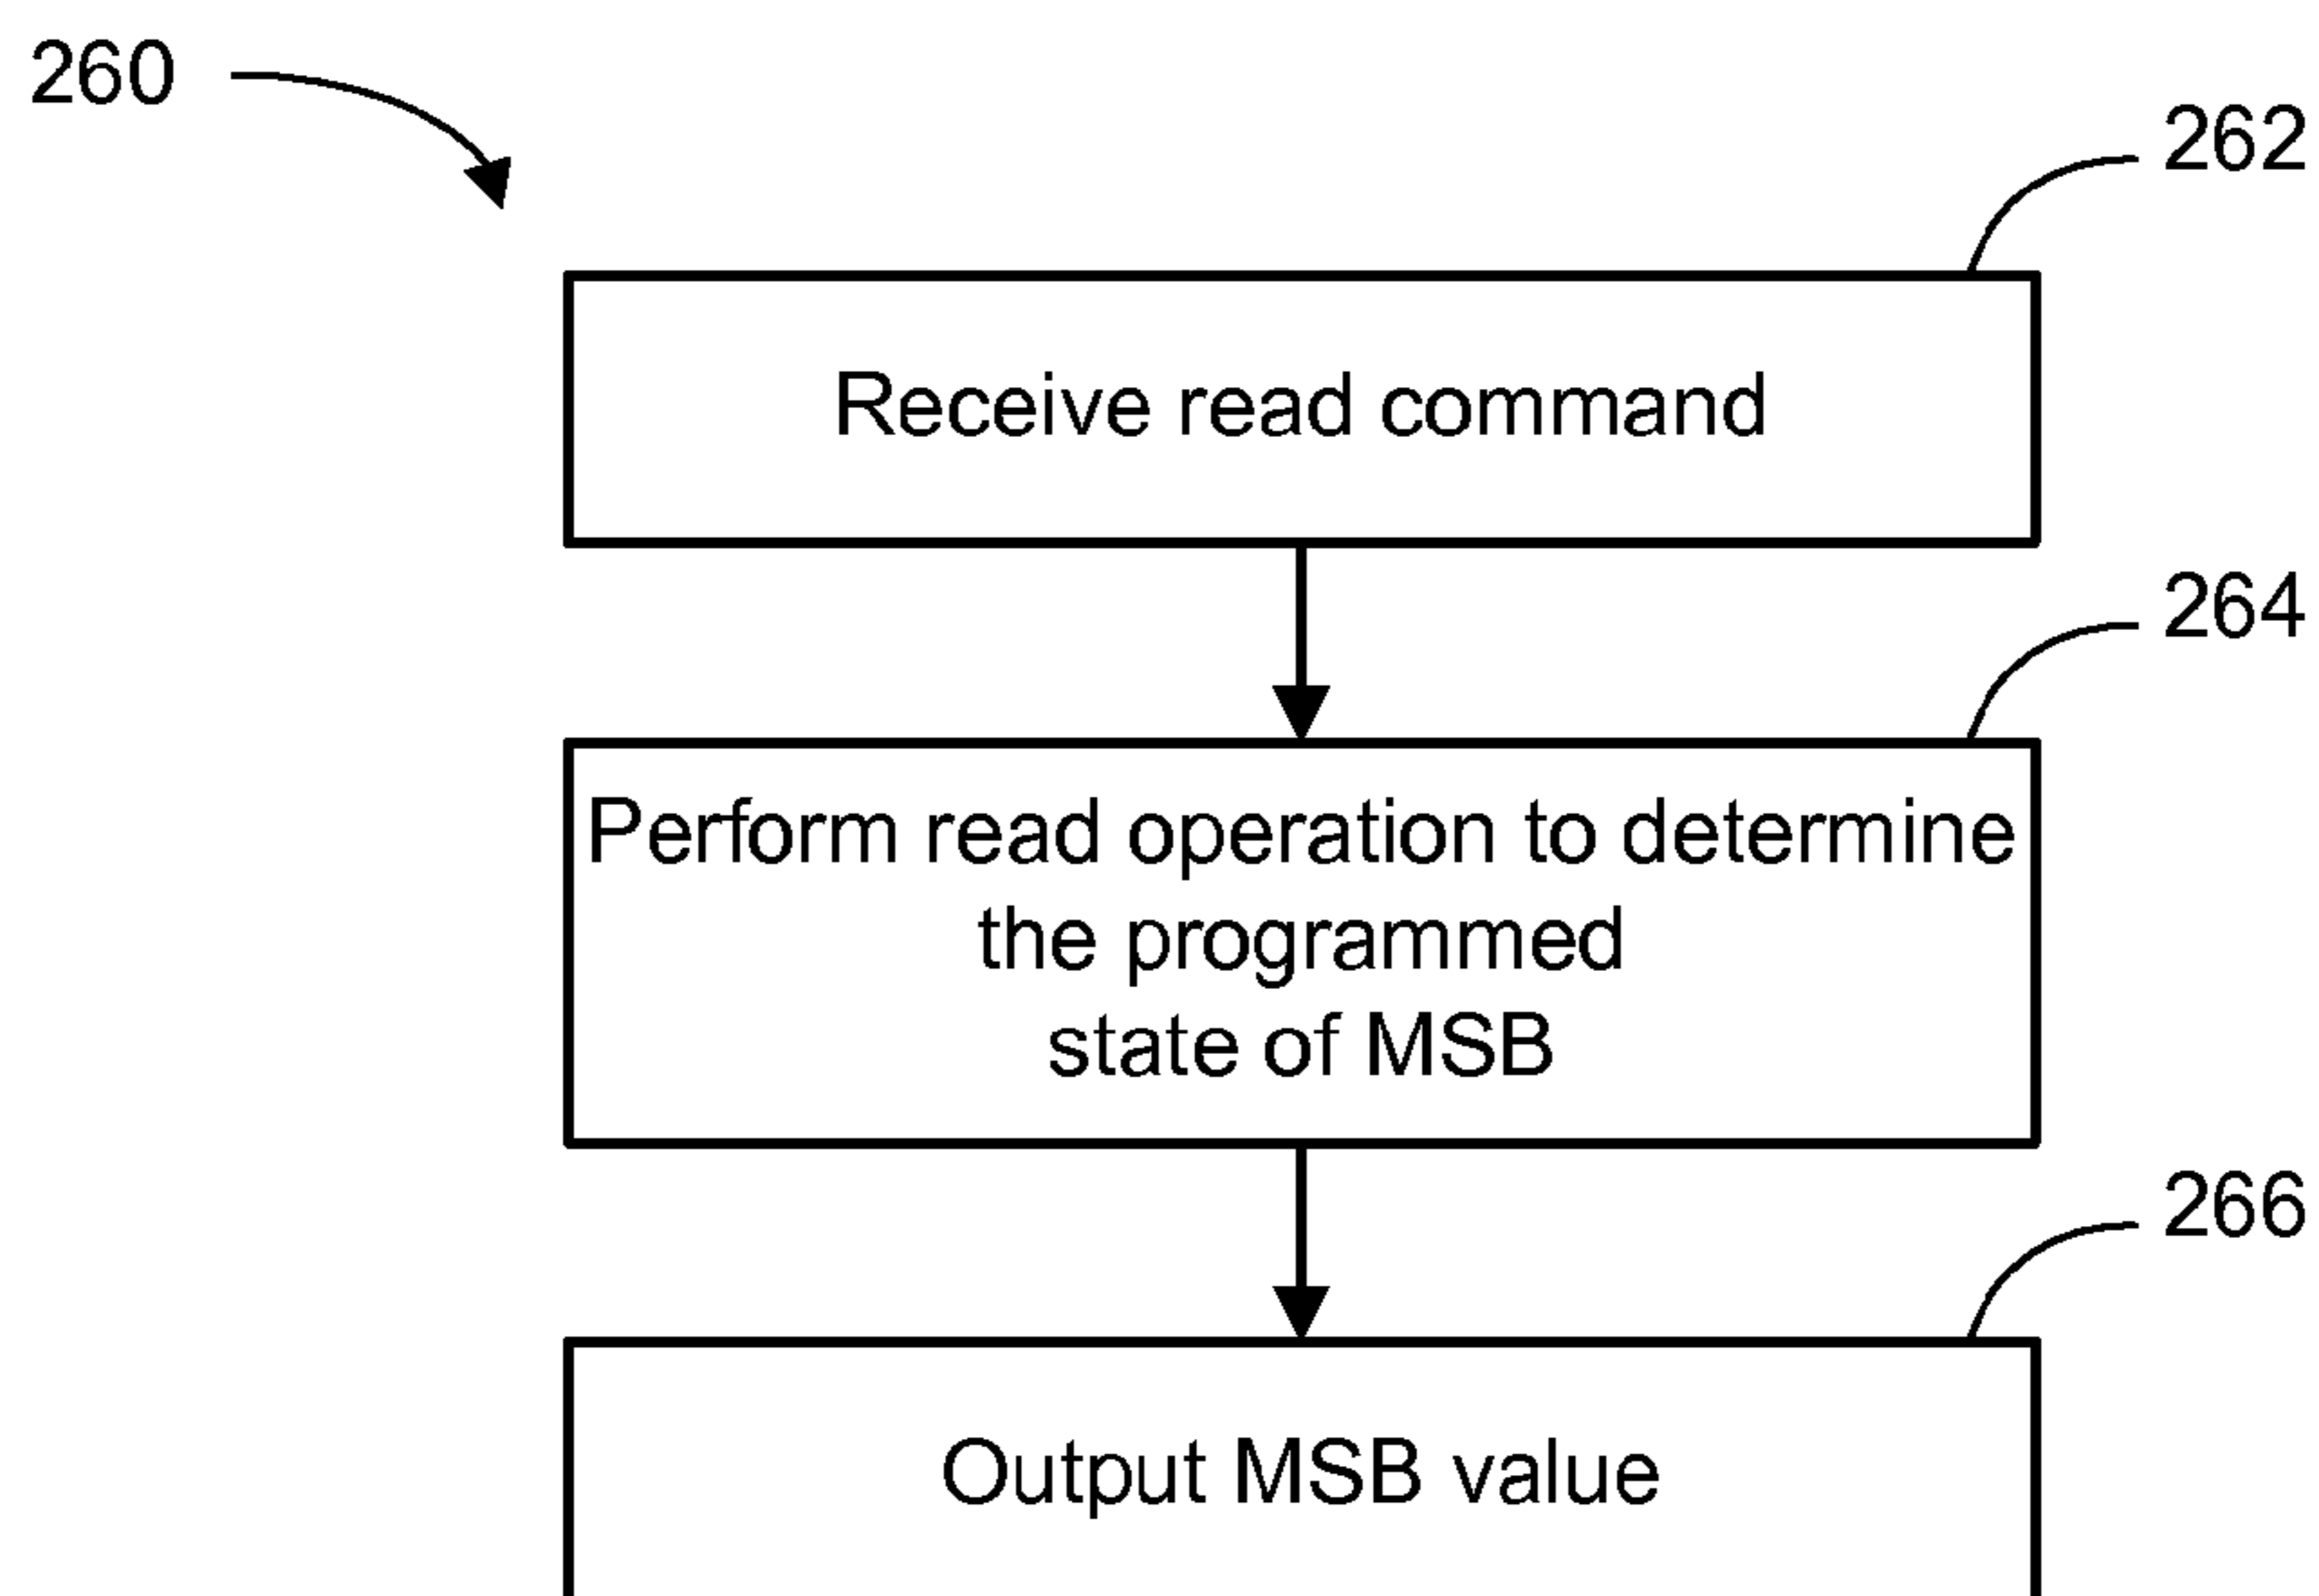 260
262
Receive read command
264
Perform read operation to determine
the programmed
state of MSB
266
Output MSB value